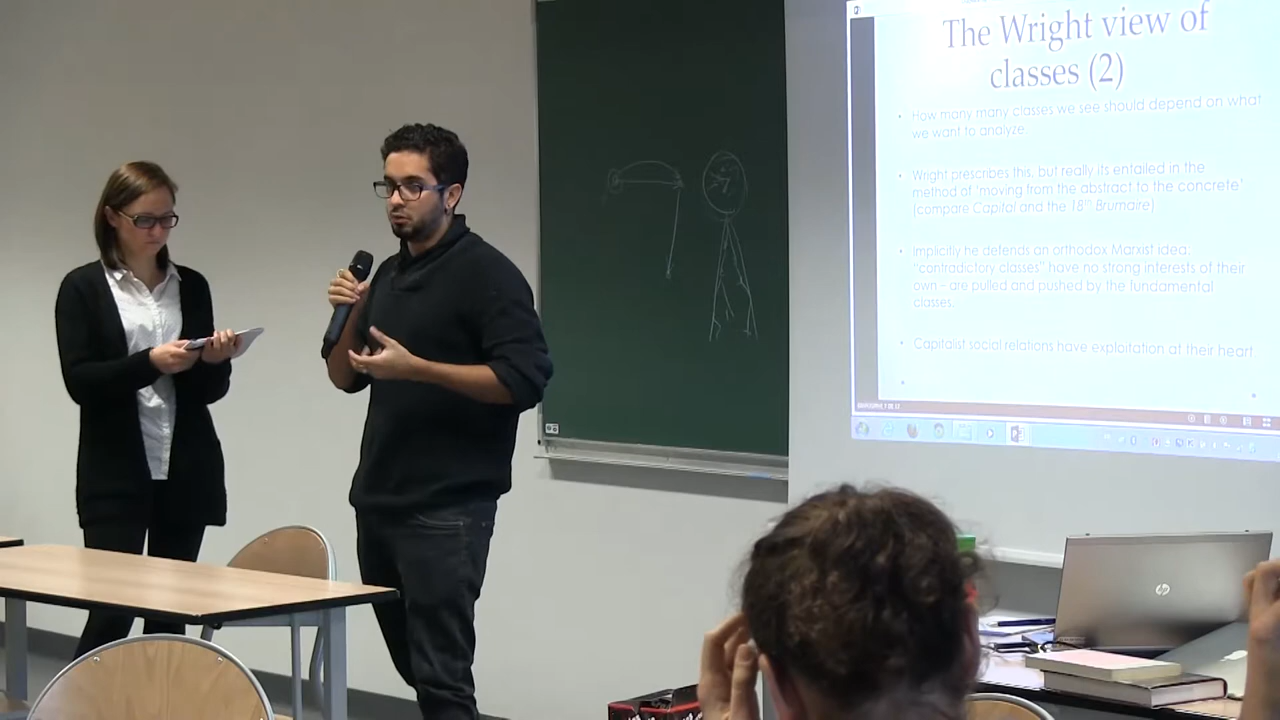 The Wright view of
classes (2)
How many many classes we see should depend on what
we want to analyze
Wright prescribes this, but really its entailed in the
method of 'moving from the abstract to the concrete'
(compare Capital and the 18th Brumaire)
Implicitly he defends an orthodox Marxist idea:
"contradictory classes" have no strong interests of their
own - are pulled and pushed by the fundamental
classes.
Capitalist social relations have exploitation at their heart
hp